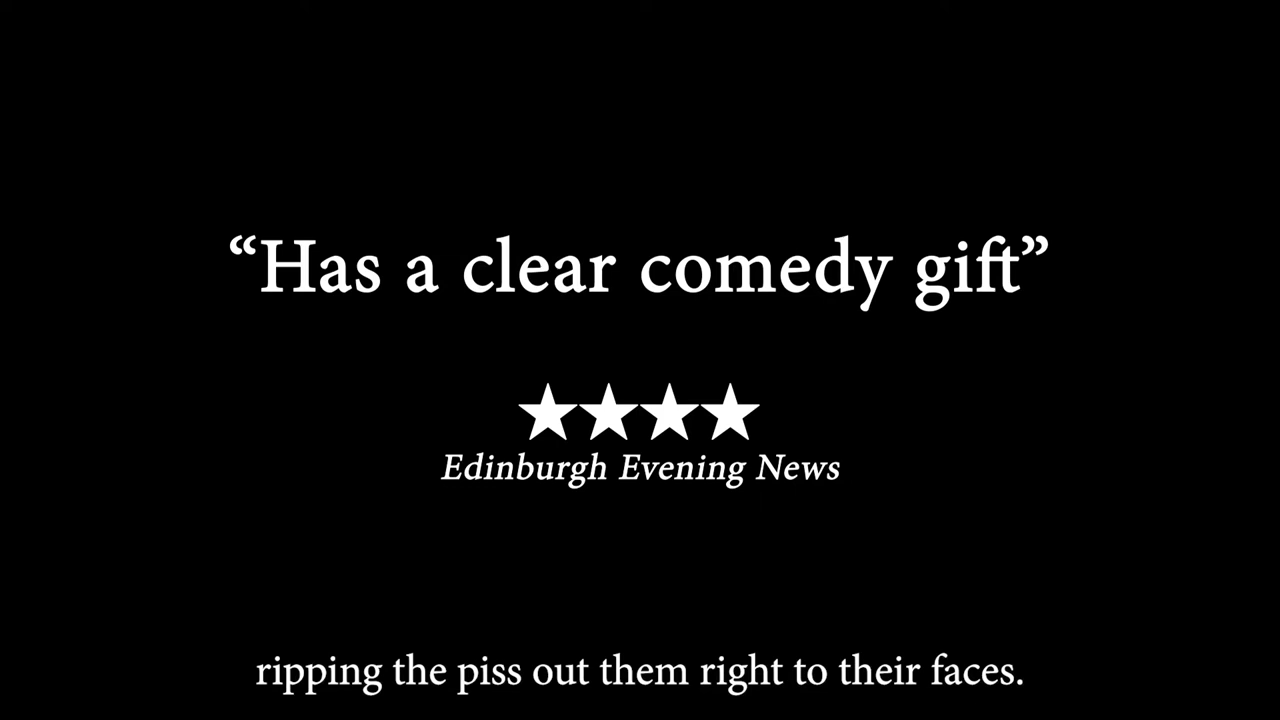 “Has a clear comedy gift”
★★★★
Edinburgh Evening News
ripping the piss out them right to their faces.